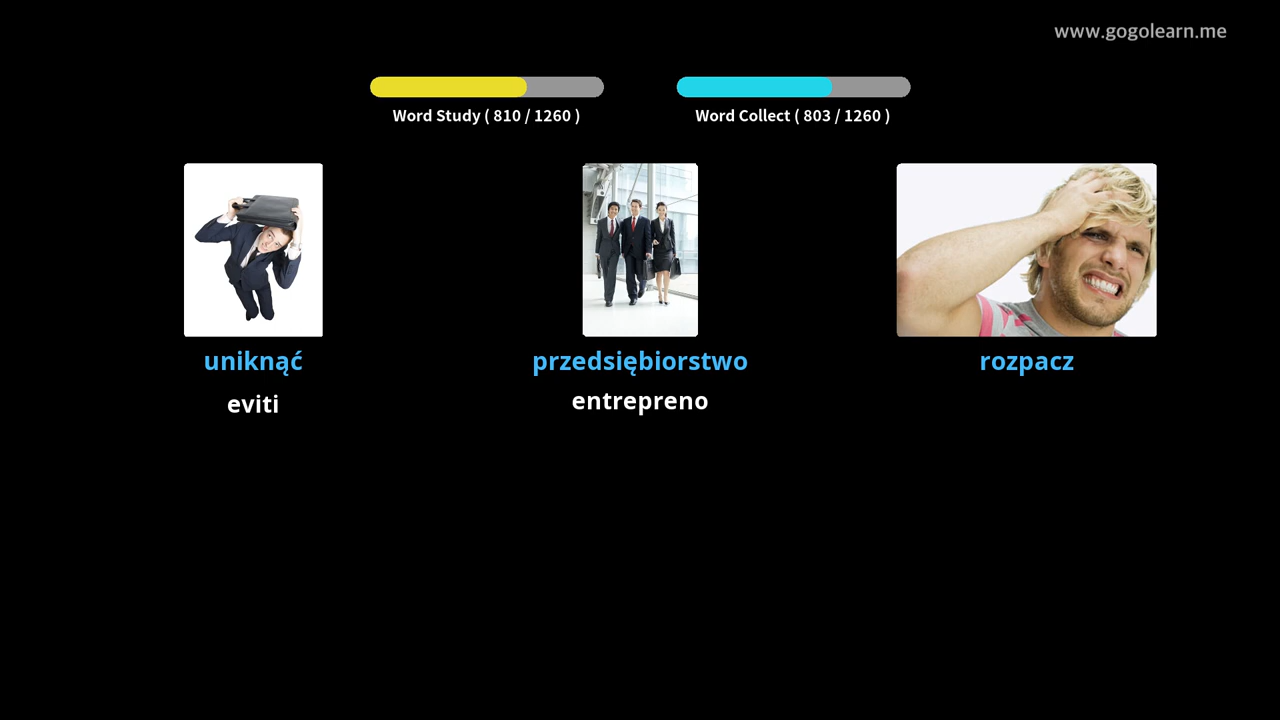 www.gogolearn.me
Word Study ( 810 / 1260 )
Word Collect ( 803 / 1260 )
uniknąć
przedsiębiorstwo
rozpacz
eviti
entrepreno